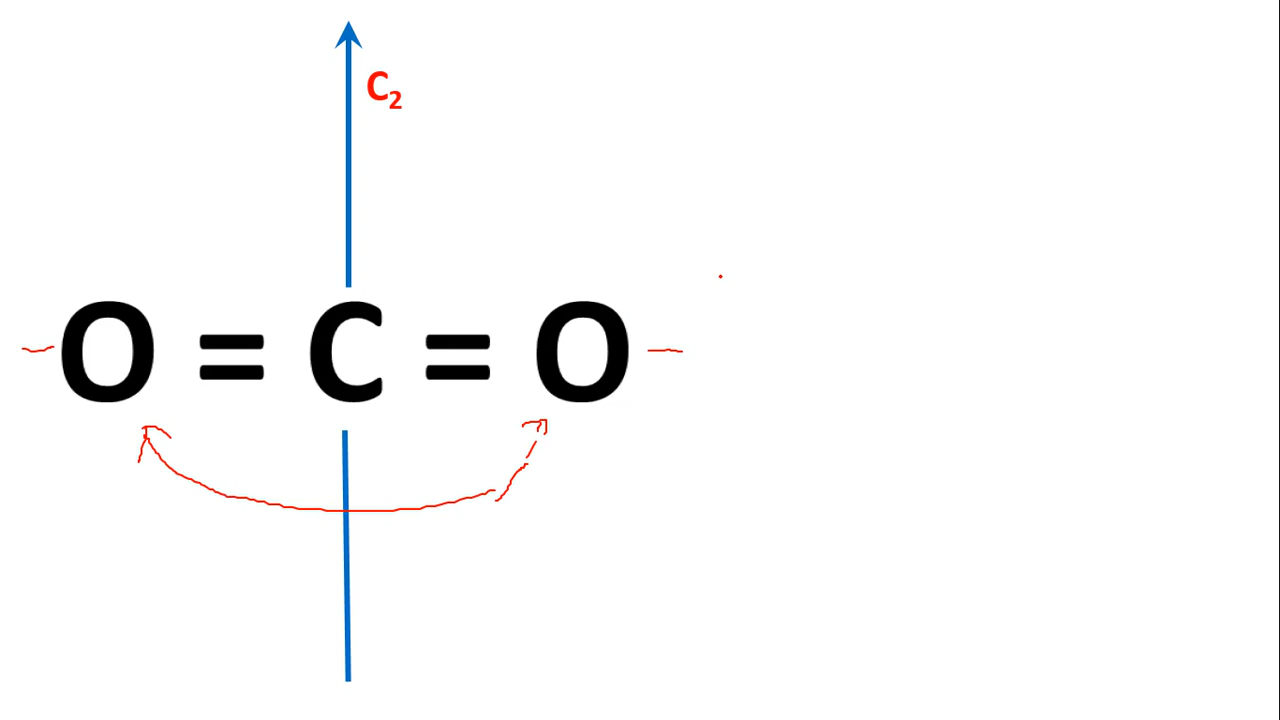 C₂
O = C = O